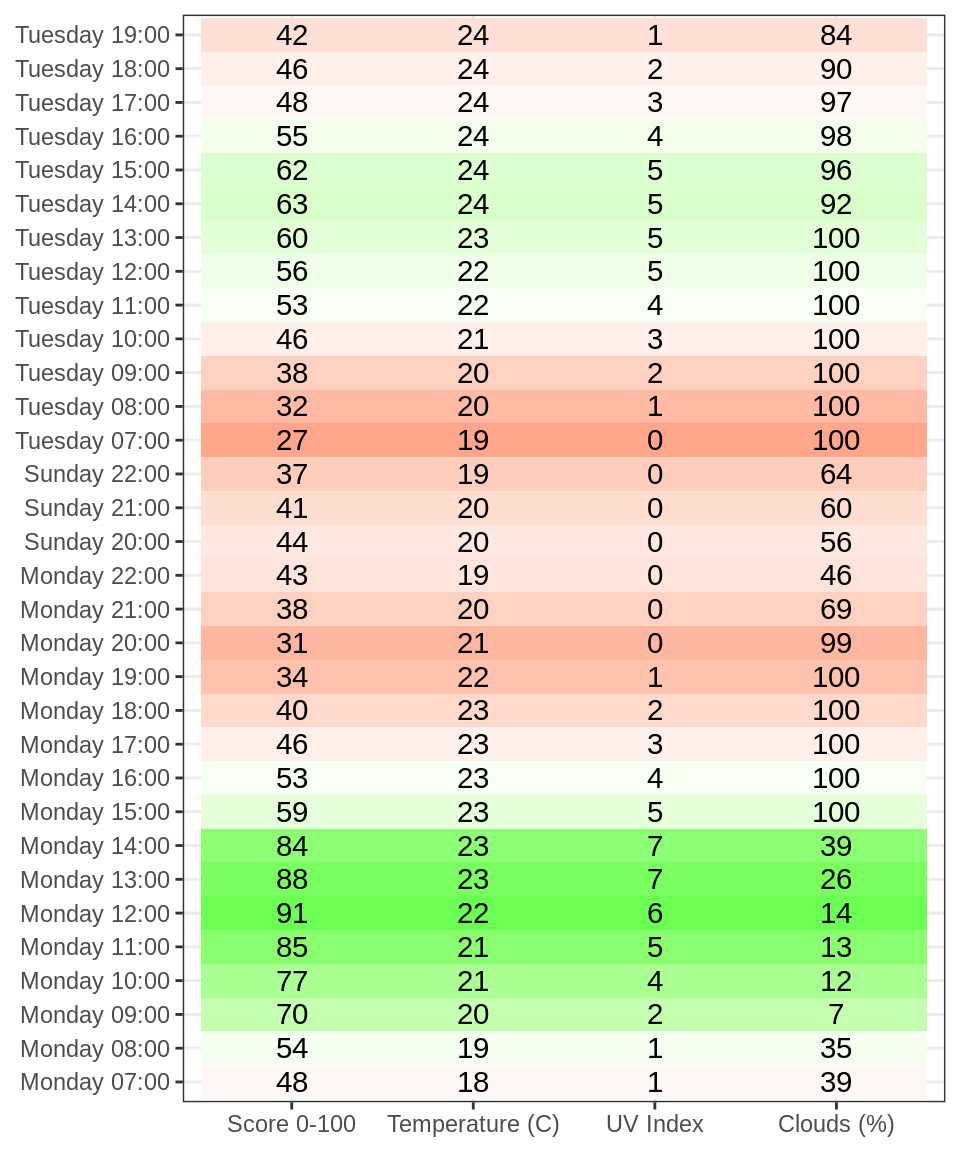 Tuesday 19:00 42 24 1 84
Tuesday 18:00 46 24 2 90
Tuesday 17:00 48 24 3 97
Tuesday 16:00 55 24 4 98
Tuesday 15:00 62 24 5 96
Tuesday 14:00 63 24 5 92
Tuesday 13:00 60 23 5 100
Tuesday 12:00 56 22 5 100
Tuesday 11:00 53 22 4 100
Tuesday 10:00 46 21 3 100
Tuesday 09:00 38 20 2 100
Tuesday 08:00 32 20 1 100
Tuesday 07:00 27 19 0 100
Sunday 22:00 37 19 0 64
Sunday 21:00 41 20 0 60
Sunday 20:00 44 20 0 56
Monday 22:00 43 19 0 46
Monday 21:00 38 20 0 69
Monday 20:00 31 21 0 99
Monday 19:00 34 22 1 100
Monday 18:00 40 23 2 100
Monday 17:00 46 23 3 100
Monday 16:00 53 23 4 100
Monday 15:00 59 23 5 100
Monday 14:00 84 23 7 39
Monday 13:00 88 23 7 26
Monday 12:00 91 22 6 14
Monday 11:00 85 21 5 13
Monday 10:00 77 21 4 12
Monday 09:00 70 20 2 7
Monday 08:00 54 19 1 35
Monday 07:00 48 18 1 39
Score 0-100 Temperature (C) UV Index Clouds (%)